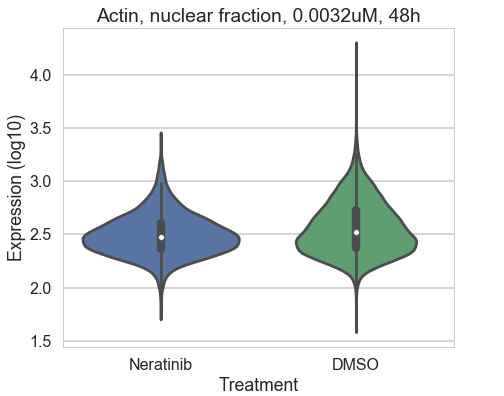 Actin, nuclear fraction, 0.0032uM, 48h
Expression (log10)
4.0
3.5
3.0
2.5
2.0
1.5
Neratinib
DMSO
Treatment